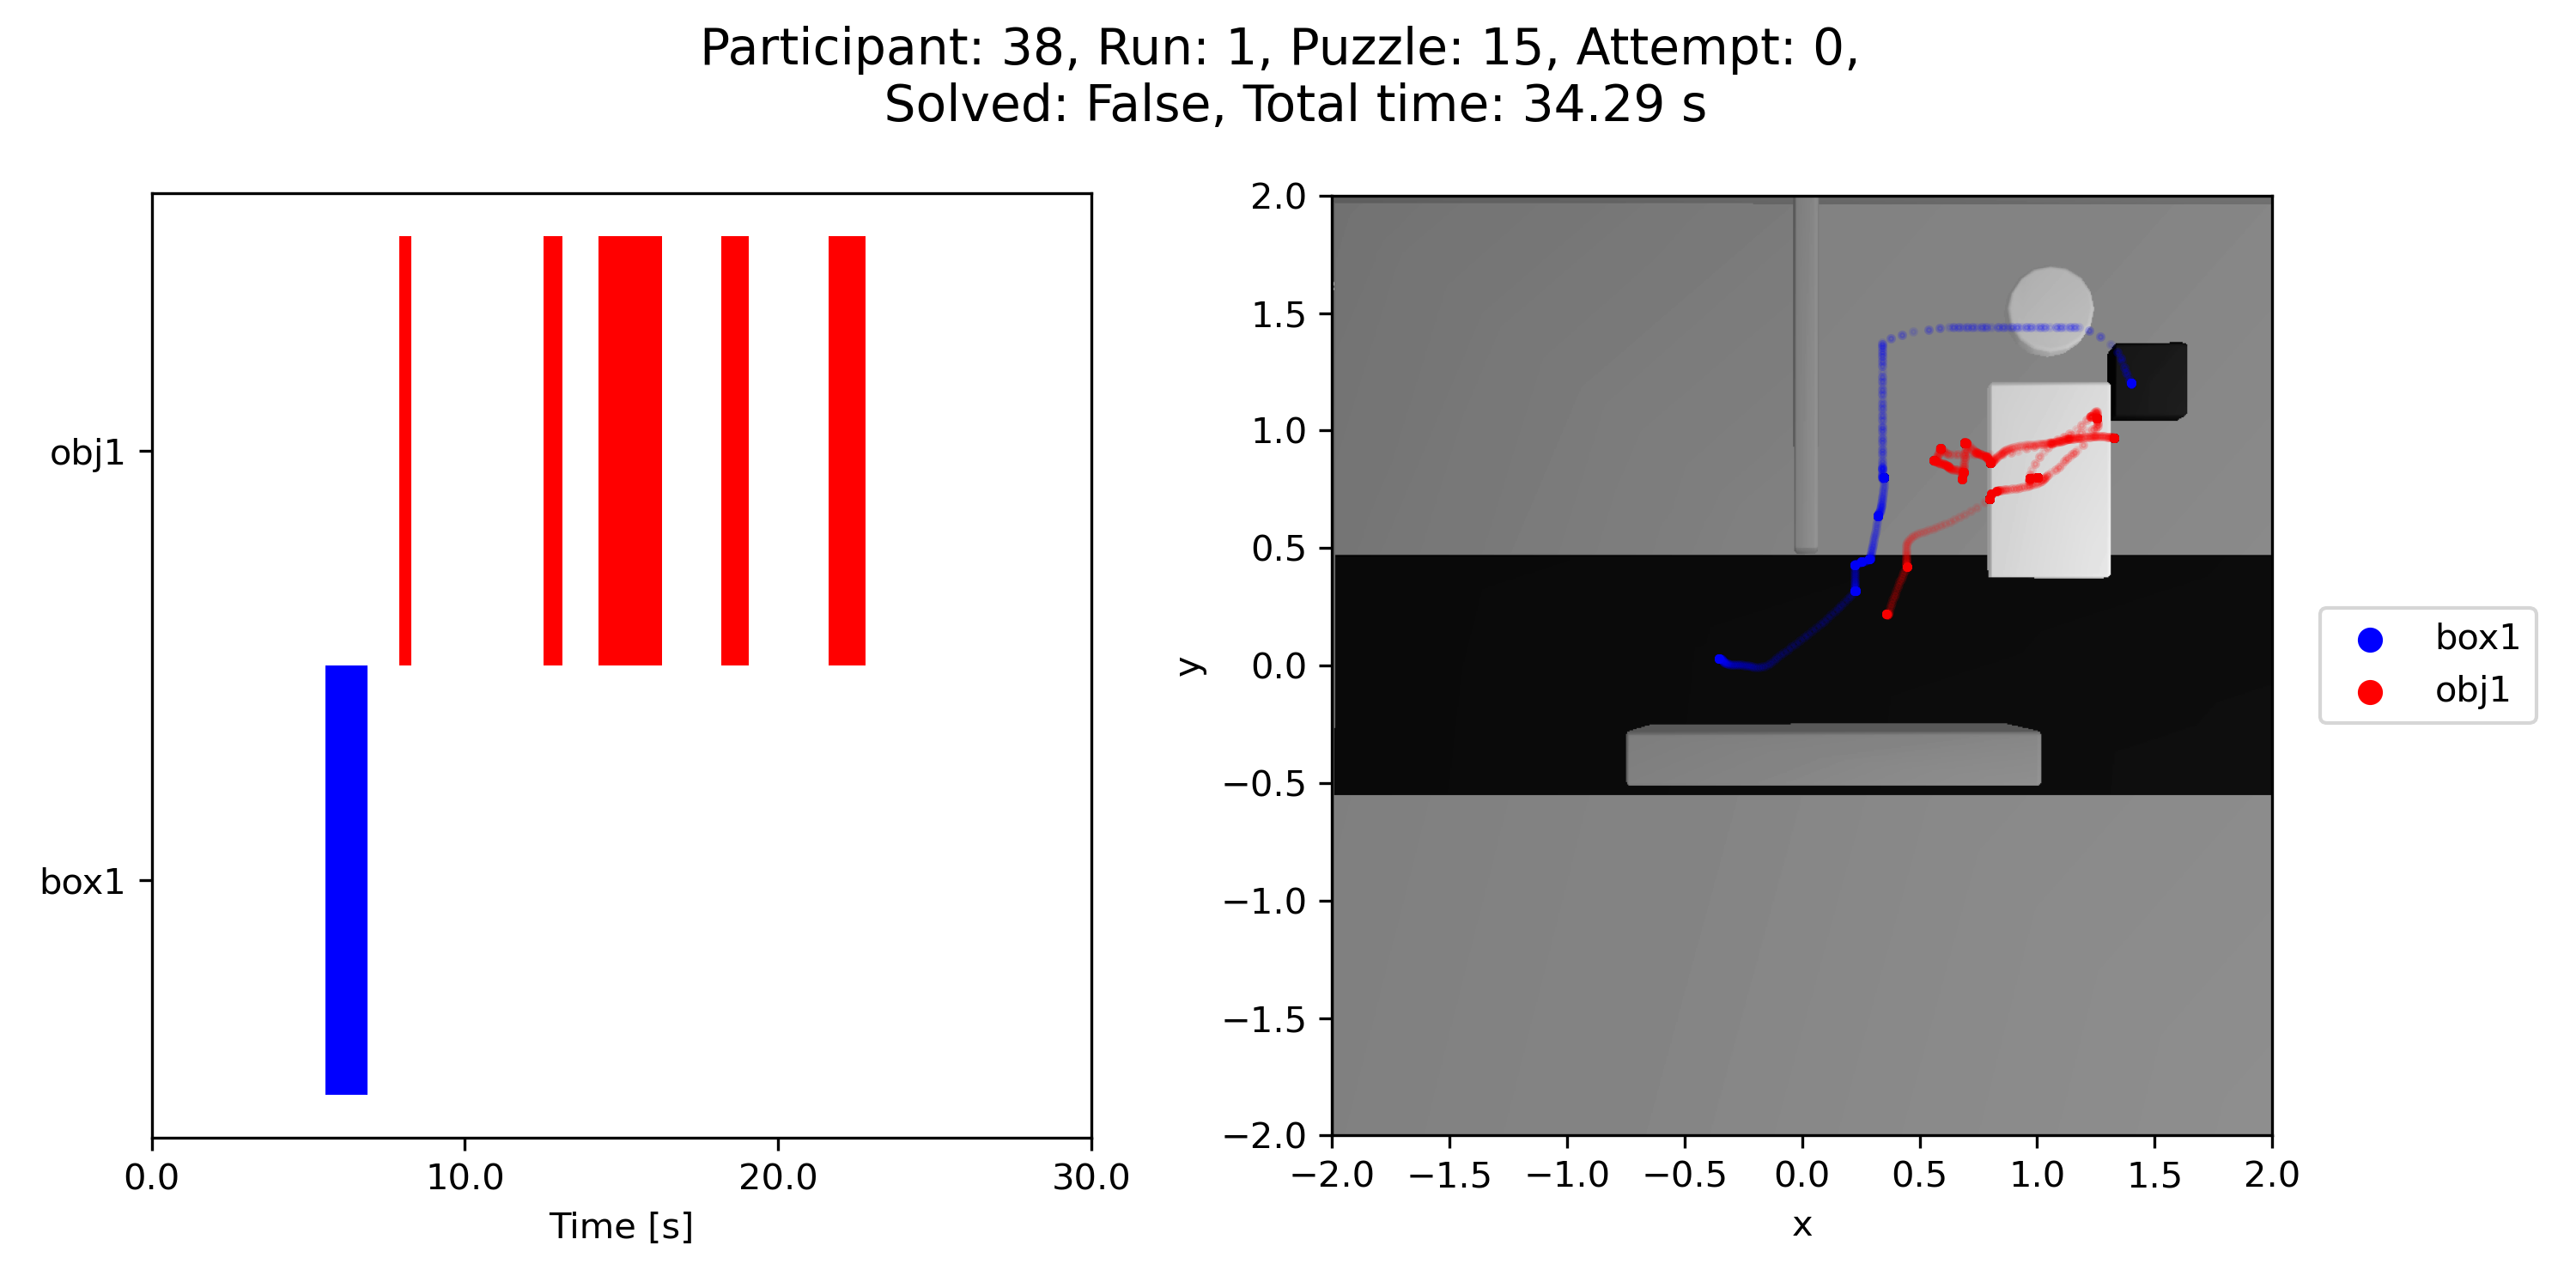 Participant: 38, Run: 1, Puzzle: 15, Attempt: 0,
Solved: False, Total time: 34.29 s
obj1
box1
0.0 10.0 20.0 30.0
Time [s]
2.0
1.5
1.0
0.5
0.0
−0.5
−1.0
−1.5
−2.0
y
−2.0 −1.5 −1.0 −0.5 0.0 0.5 1.0 1.5 2.0
x
box1
obj1